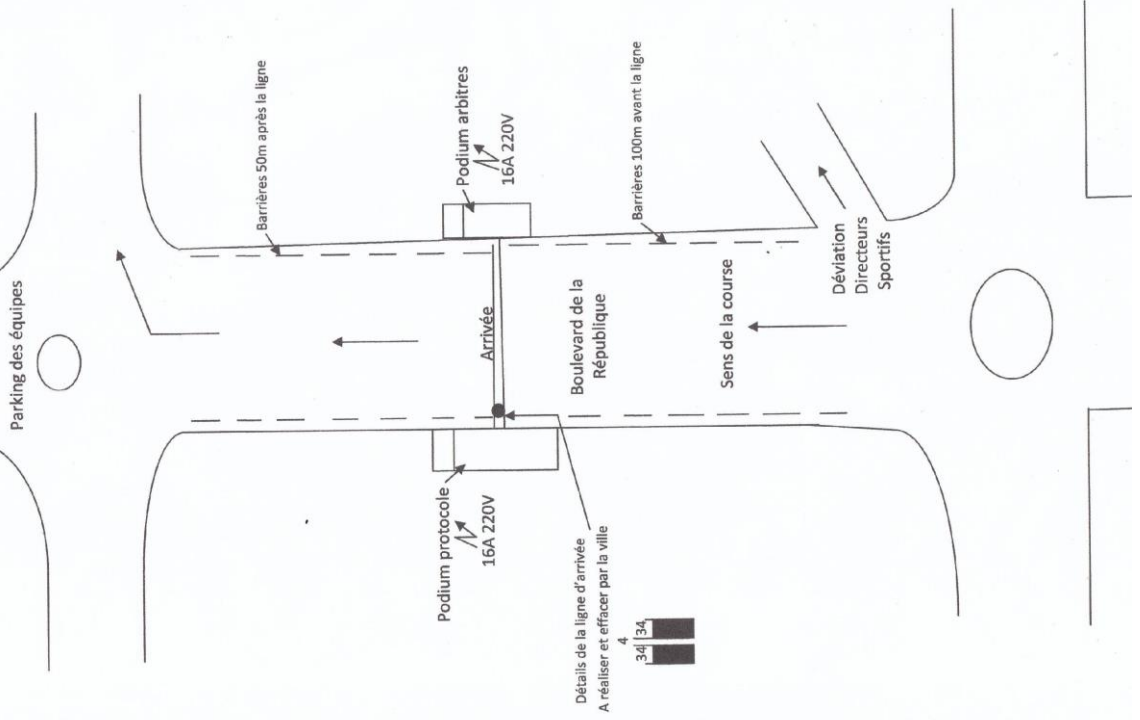 Parking des équipes
Barrières 50m après la ligne
Podium arbitres
16A 220V
Arrivée
Boulevard de la
République
Barrières 100m avant la ligne
Sens de la course
Déviation
Directeurs
Sportifs
Podium protocole
16A 220V
Détails de la ligne d'arrivée
A réaliser et effacer par la ville
4
34 34